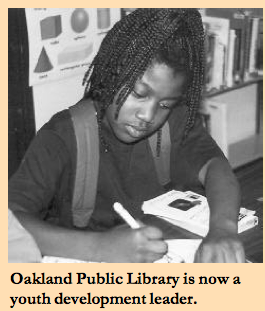 Oakland Public Library is now a
youth development leader.